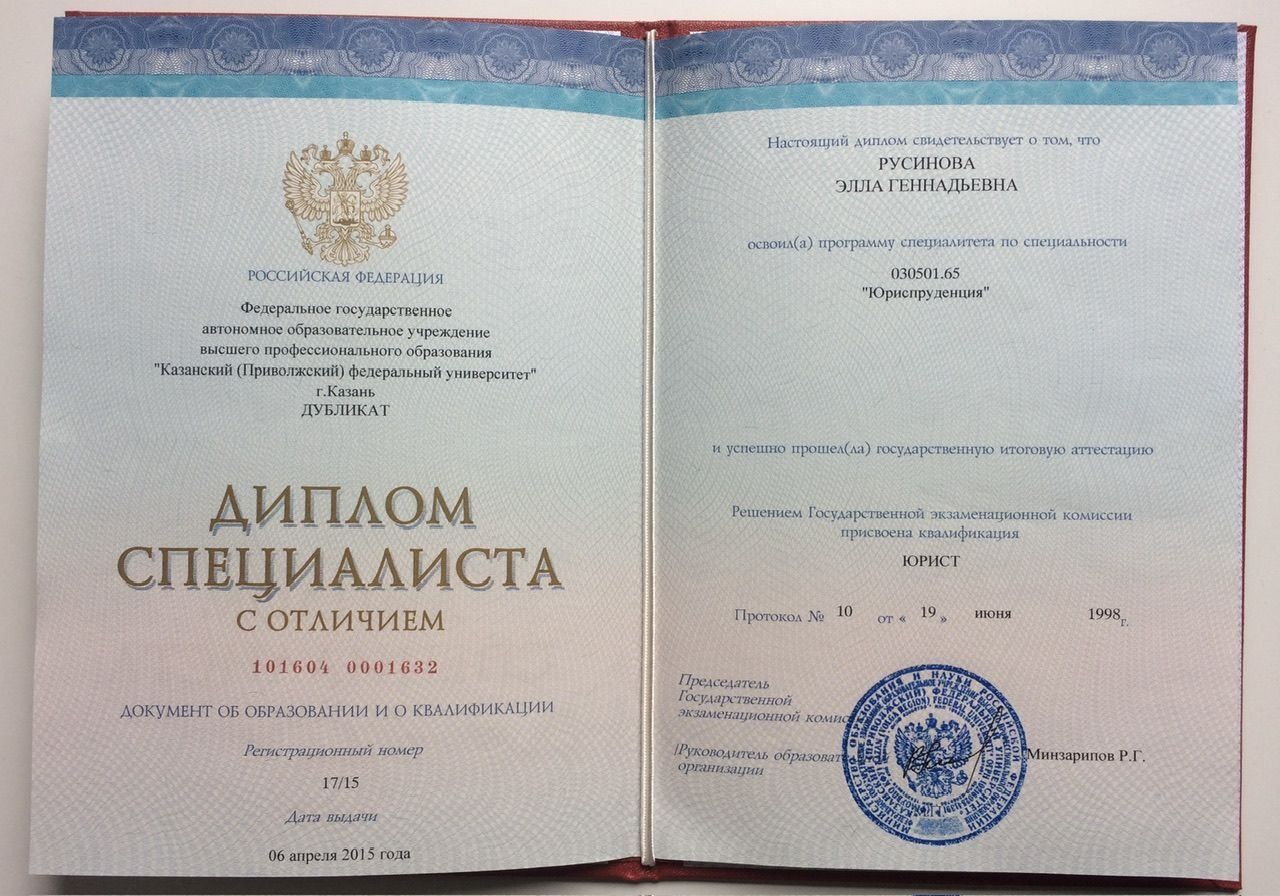 РОССИЙСКАЯ ФЕДЕРАЦИЯ
Федеральное государственное
автономное образовательное учреждение
высшего профессионального образования
"Казанский (Приволжский) федеральный университет"
г.Казань
ДУБЛИКАТ
ДИПЛОМ
СПЕЦИАЛИСТА
С ОТЛИЧИЕМ
101604 0001632
ДОКУМЕНТ ОБ ОБРАЗОВАНИИ И О КВАЛИФИКАЦИИ
Регистрационный номер
17/15
Дата выдачи
06 апреля 2015 года
Настоящий диплом свидетельствует о том, что
РУСИНОВА
ЭЛЛА ГЕННАДЬЕВНА
освоил(а) программу специалитета по специальности
030501.65
"Юриспруденция"
и успешно прошел(ла) государственную итоговую аттестацию
Решением Государственной экзаменационной комиссии
присвоена квалификация
ЮРИСТ
Протокол № 10 от « 19 » июня 1998 г.
Председатель
Государственной
экзаменационной
Руководитель
организации
Минзарипов Р.Г.